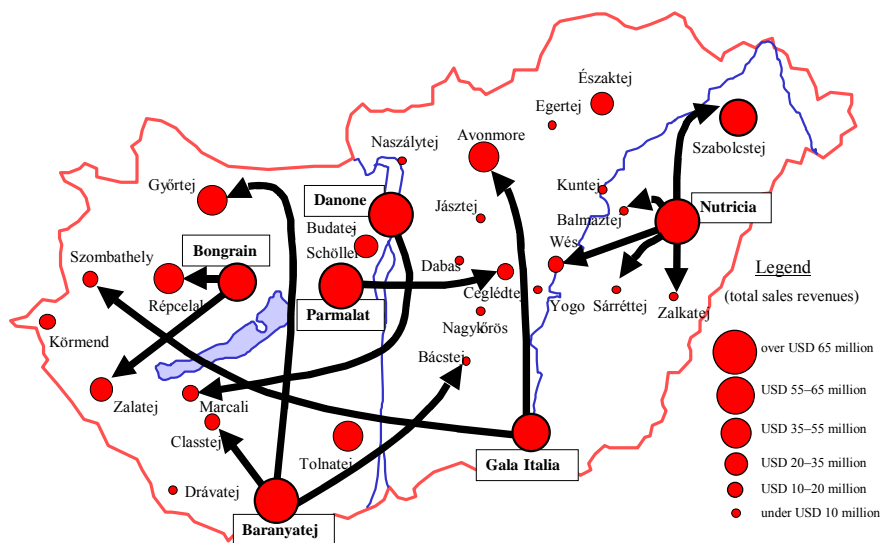 Északtej
Egertej
Naszálytej
Avonmore
Szabolcstej
Győrtej
Danone
Kuntej
Jásztej
Balmaztej
Nutricia
Budatej
Bongrain
Schöller
Wés
Szombathely
Dabas
Legend
Répcelak
Ceglédtej
Yogo
Sárréttej
Zalkatej
(total sales revenues)
Parmalat
Körmend
Nagykőrös
over USD 65 million
Bácstej
USD 55–65 million
Zalatej
Marcali
Classtej
USD 35–55 million
Tolnatej
Gala Italia
USD 20–35 million
Drávatej
USD 10–20 million
under USD 10 million
Baranyatej